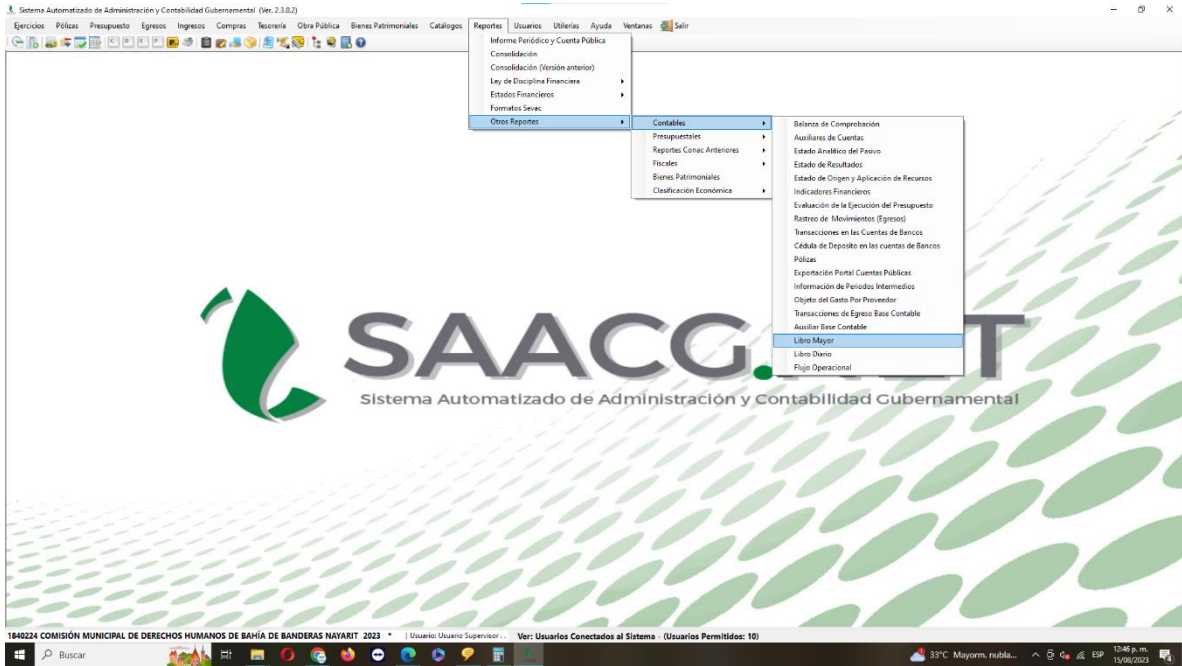 Sistema Automatizado de Administración y Contabilidad Gubernamental (Ver. 2.3.0.2)
Ejercicios Pólizas Presupuesto Egresos Ingresos Compras Tesorería Obra Pública Bienes Patrimoniales Catálogos Reportes Usuarios Utilerías Ayuda Ventanas Salir
Informe Periódico y Cuenta Pública
Consolidación
Consolidación (Versión anterior)
Ley de Disciplina Financiera
Estados Financieros
Formatos Sevac
Otros Reportes
Contables
Presupuestales
Reportes Conac Anteriores
Fiscales
Bienes Patrimoniales
Clasificación Económica
Balanza de Comprobación
Auxiliares de Cuentas
Estado Analítico del Pasivo
Estado de Resultados
Estado de Origen y Aplicación de Recursos
Indicadores Financieros
Evaluación de la Ejecución del Presupuesto
Rastreo de Movimientos (Egresos)
Transacciones en las Cuentas de Bancos
Cédula de Deposito en las cuentas de Bancos
Pólizas
Exportación Portal Cuentas Públicas
Información de Periodos Intermedios
Objeto del Gasto Por Proveedor
Transacciones de Egreso Base Contable
Auxiliar Base Contable
Libro Mayor
Libro Diario
Flujo Operacional
SAACG. T
Sistema Automatizado de Administración y Contabilidad Gubernamental
1840224 COMISIÓN MUNICIPAL DE DERECHOS HUMANOS DE BAHÍA DE BANDERAS NAYARIT 2023 * | Usuario: Usuario Supervisor . . Ver: Usuarios Conectados al Sistema - (Usuarios Permitidos: 10)
Buscar 33°C Mayorm. nubla... ESP 12:46 p. m.
15/08/2023